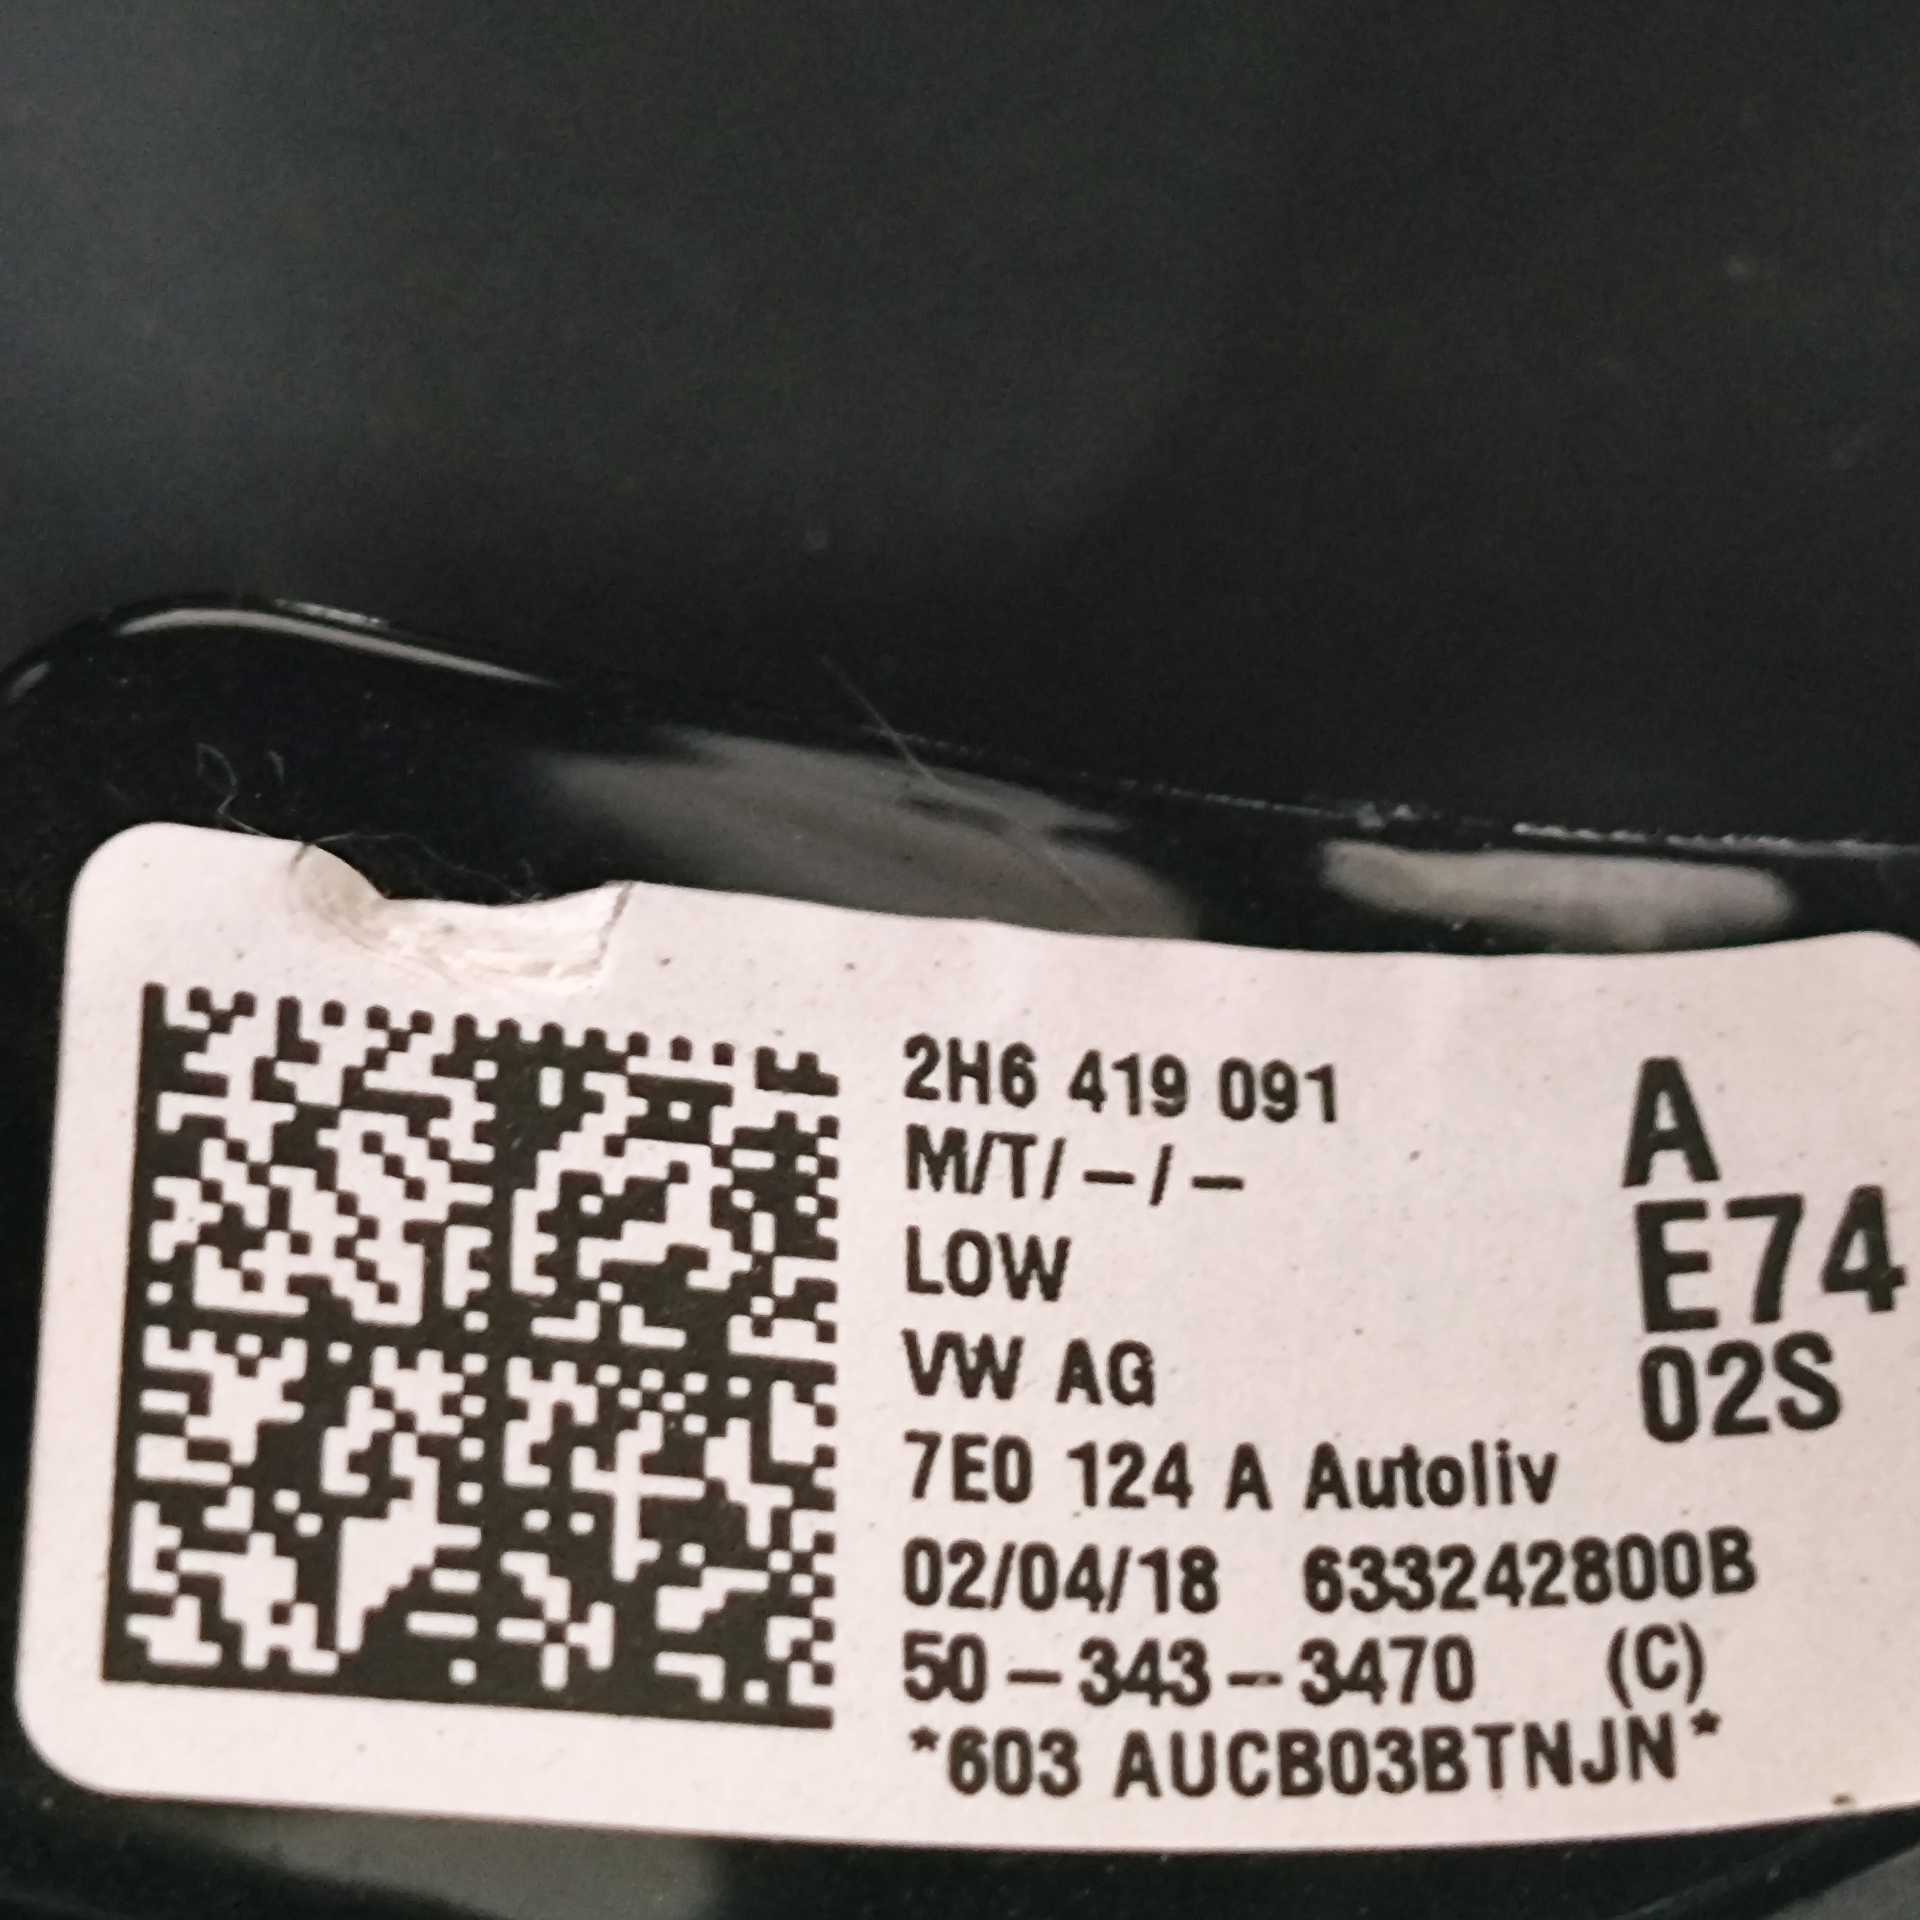 2H6 419 091 A
M/T/-/-
E74
LOW
02S
VW AG
7E0 124 A Autoliv
02/04/18 633242800B
50-343-3470 (C)
*603 AUCB03BTNJN*